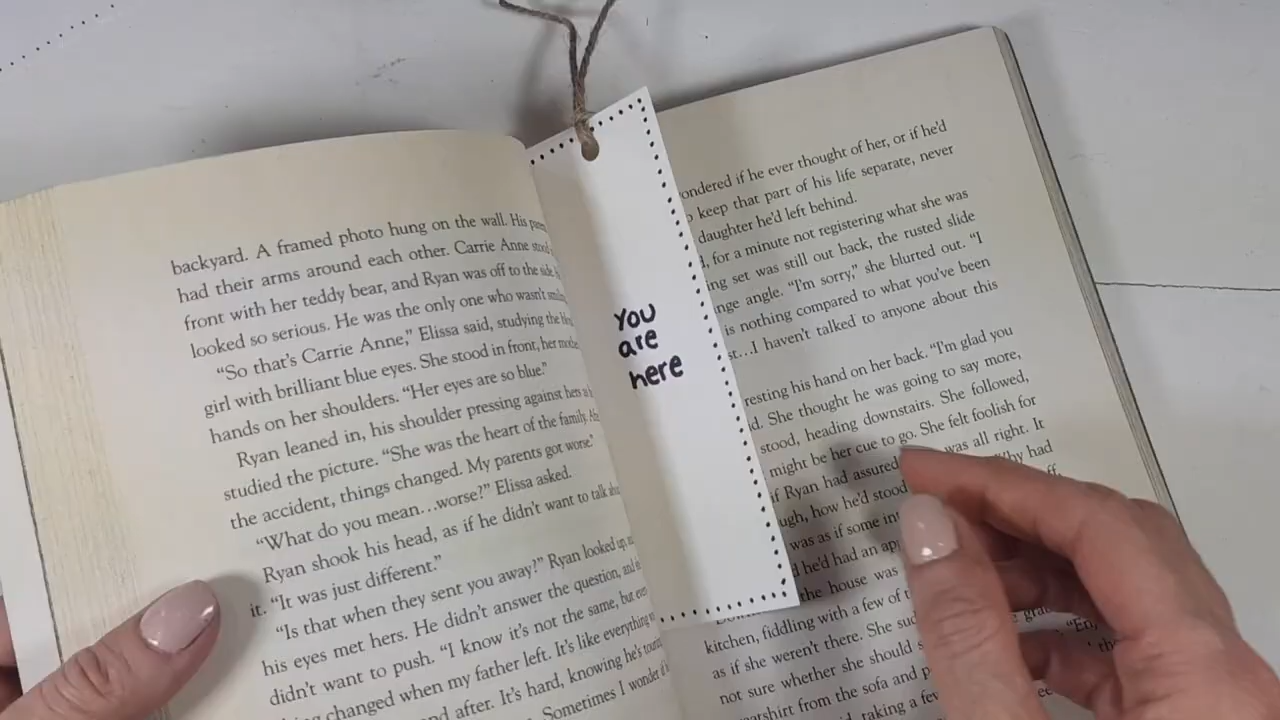 backyard. A framed photo hung on the wall. His
had their arms around each other. Carrie Anne stood
front with her teddy bear, and Ryan was off to the side.
looked so serious. He was the only one who wasn't
“So that's Carrie Anne,” Elissa said, studying the
girl with brilliant blue eyes. She stood in front, her
hands on her shoulders. “Her eyes are so blue.”
Ryan leaned in, his shoulder pressing against hers
studied the picture. “She was the heart of the family.
the accident, things changed. My parents got worse.”
“What do you mean…worse?” Elissa asked.
Ryan shook his head, as if he didn't want to talk
it. “It was just different.”
“Is that when they sent you away?” Ryan looked up,
his eyes met hers. He didn't answer the question, and
didn't want to push. “I know it's not the same, but
changed when my father left. It's like everything
after. It's hard, knowing he's
Sometimes I wonder if
You
are
here
wondered if he ever thought of her, or if he'd
keep that part of his life separate, never
daughter he'd left behind.
for a minute not registering what she was
set was still out back, the rusted slide
angle. “I'm sorry,” she blurted out. “I
is nothing compared to what you've been
I haven't talked to anyone about this
resting his hand on her back. “I'm glad you
She thought he was going to say more,
stood, heading downstairs. She followed,
might be her cue to go. She felt foolish for
if Ryan had assured was all right. It
how he'd stood why had
was as if some
he'd had an
the house was
kitchen, fiddling with a few of
as if she weren't there. She
not sure whether she should
from the sofa and
taking a few